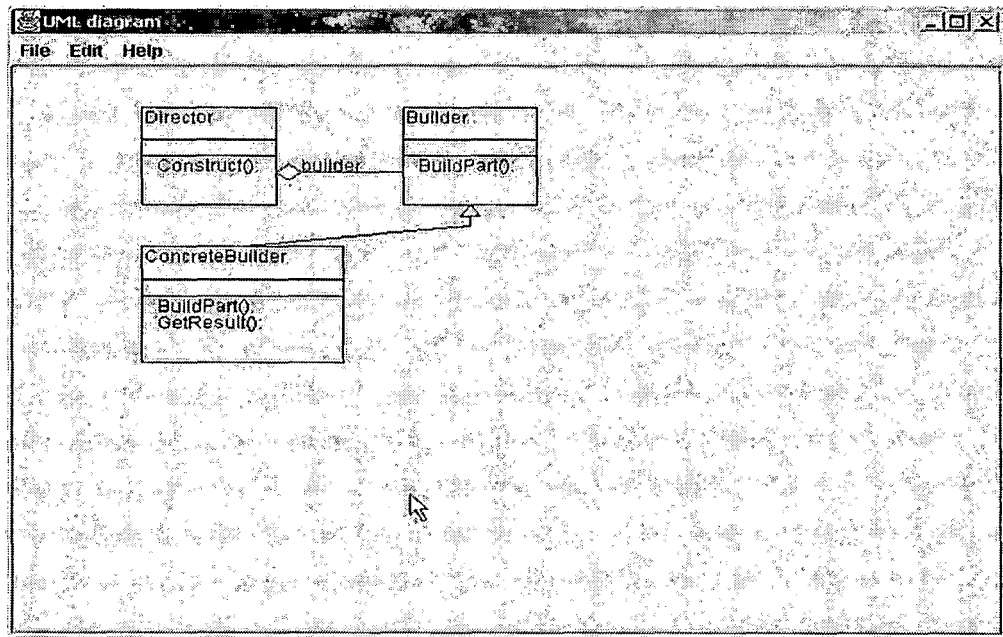 UML diagram
File Edit Help
Director
Construct():
builder
Builder
BuildPart():
ConcreteBuilder
BuildPart():
GetResult():